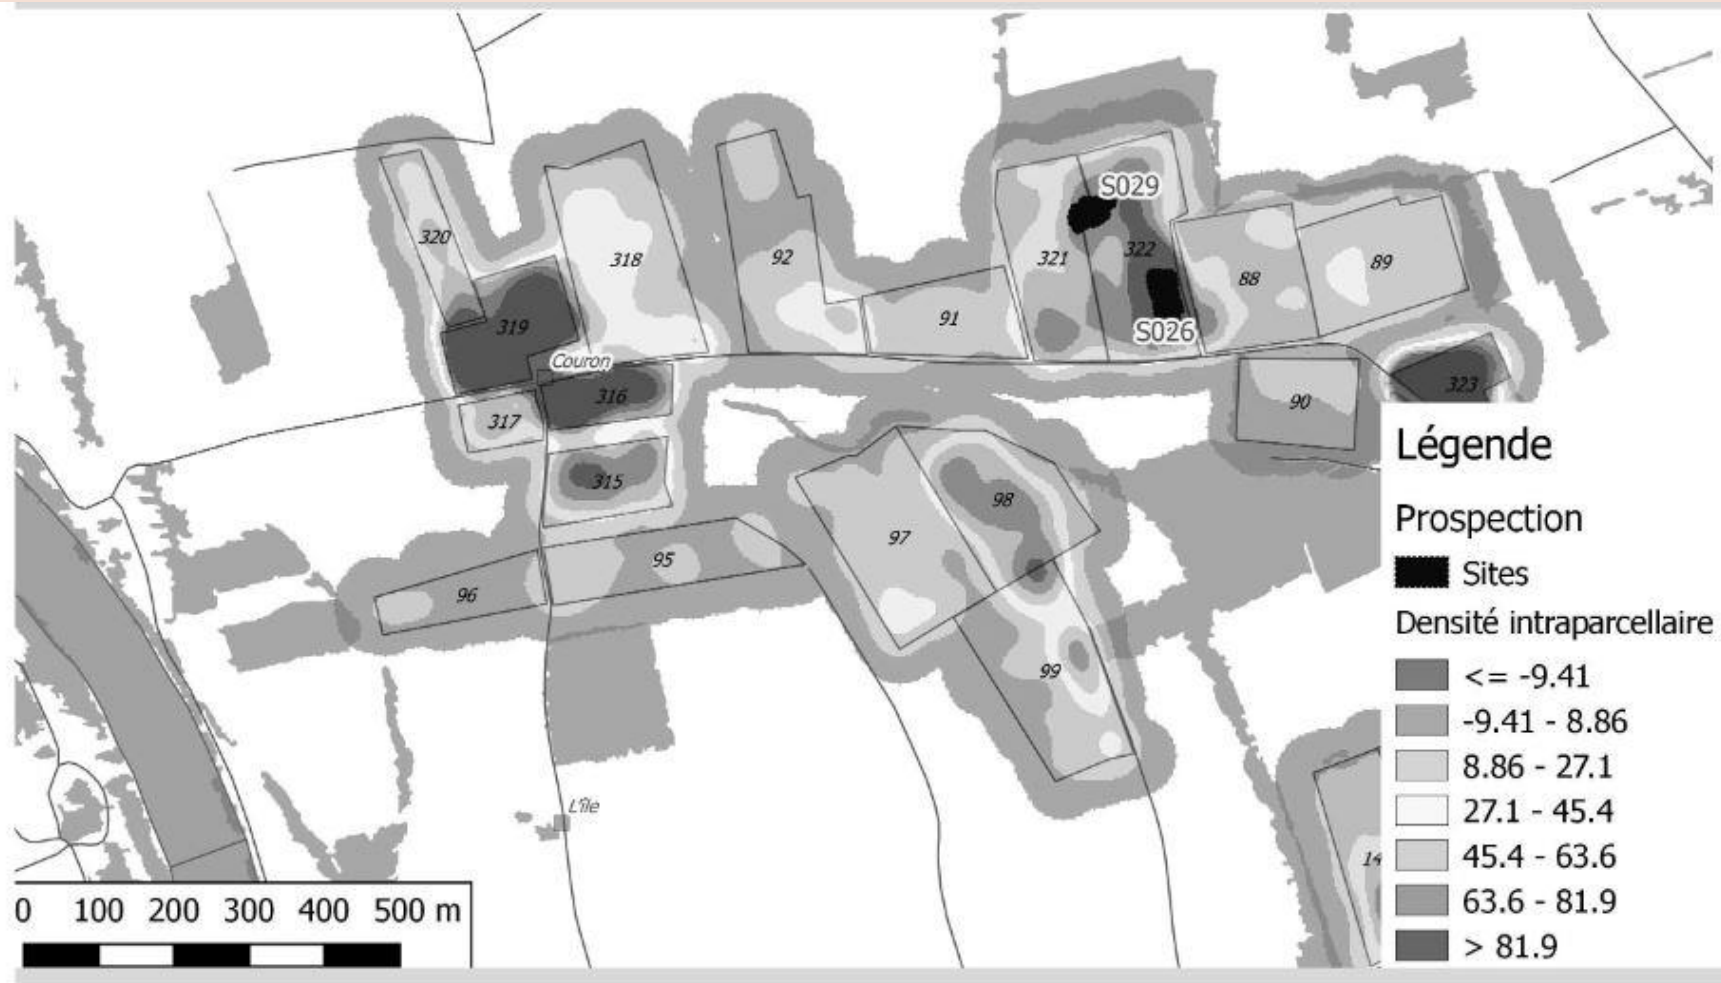 S029
320
322
318
92
321
89
88
319
91
S026
Couron
323
316
90
317
Légende
315
98
Prospection
97
95
Sites
96
Densité intraparcellaire
99
<= -9.41
-9.41 - 8.86
8.86 - 27.1
L'île
27.1 - 45.4
14
45.4 - 63.6
0 100 200 300 400 500 m
63.6 - 81.9
> 81.9